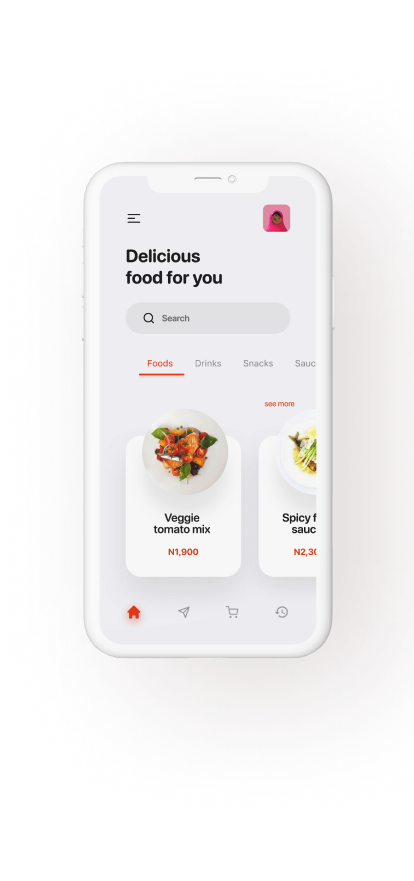 Delicious
food for you
Search
Foods Drinks Snacks Sauc
see more
Veggie
tomato mix
N1,900
Spicy f
sauc
N2,30